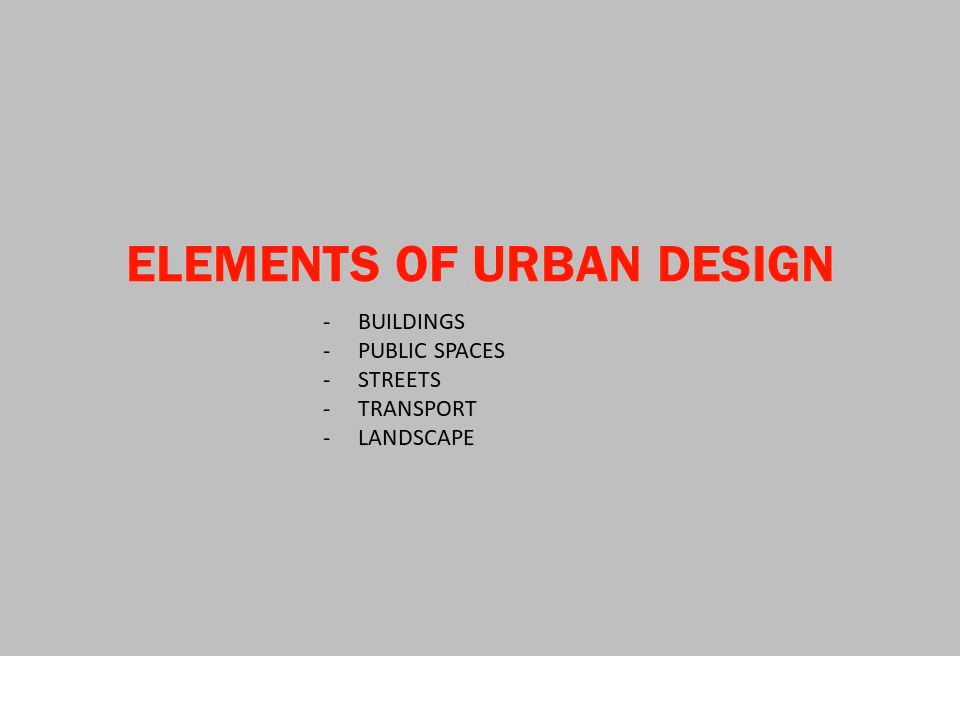 ELEMENTS OF URBAN DESIGN
- BUILDINGS
- PUBLIC SPACES
- STREETS
- TRANSPORT
- LANDSCAPE